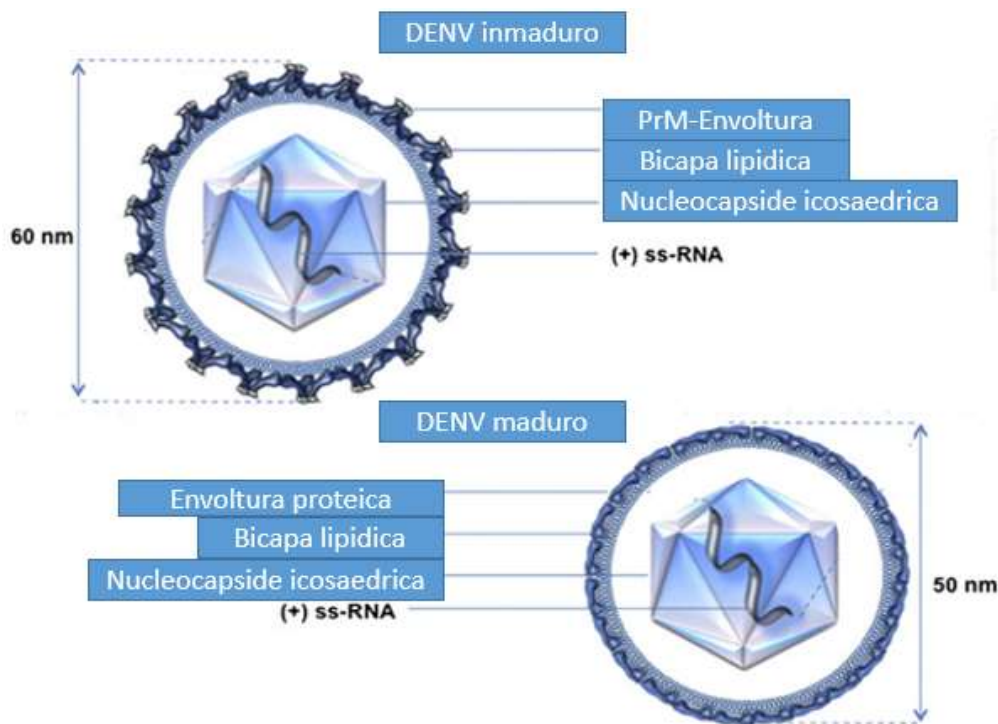 DENV inmaduro
PrM-Envoltura
Bicapa lipidica
Nucleocapside icosaedrica
60 nm
(+) ss-RNA
DENV maduro
Envoltura proteica
Bicapa lipidica
Nucleocapside icosaedrica
50 nm
(+) ss-RNA